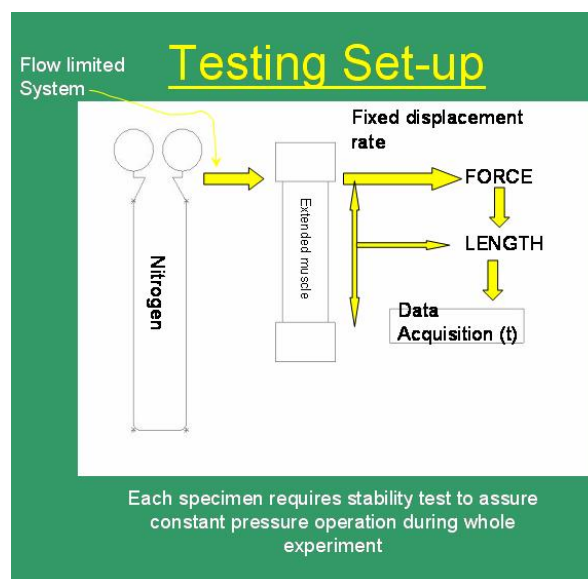 Testing Set-up
Flow limited
System
Fixed displacement
rate
FORCE
LENGTH
Data
Acquisition (t)
Nitrogen
Extended muscle
Each specimen requires stability test to assure
constant pressure operation during whole
experiment